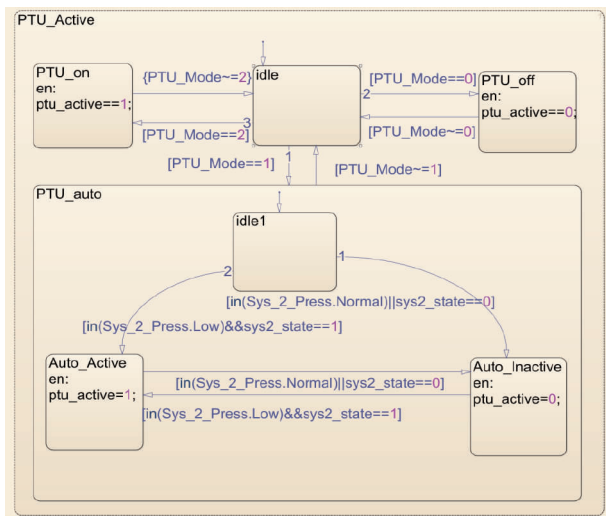 PTU_Active
PTU_on
en:
ptu_active==1;
{PTU_Mode~=2}
idle
[PTU_Mode==0]
2
PTU_off
en:
ptu_active==0;
3
[PTU_Mode==2]
[PTU_Mode~=0]
1
[PTU_Mode==1]
[PTU_Mode~=1]
PTU_auto
idle1
2
1
[in(Sys_2_Press.Normal)||sys2_state==0]
[in(Sys_2_Press.Low)&&sys2_state==1]
Auto_Active
en:
ptu_active=1;
[in(Sys_2_Press.Normal)||sys2_state==0]
[in(Sys_2_Press.Low)&&sys2_state==1]
Auto_Inactive
en:
ptu_active=0;